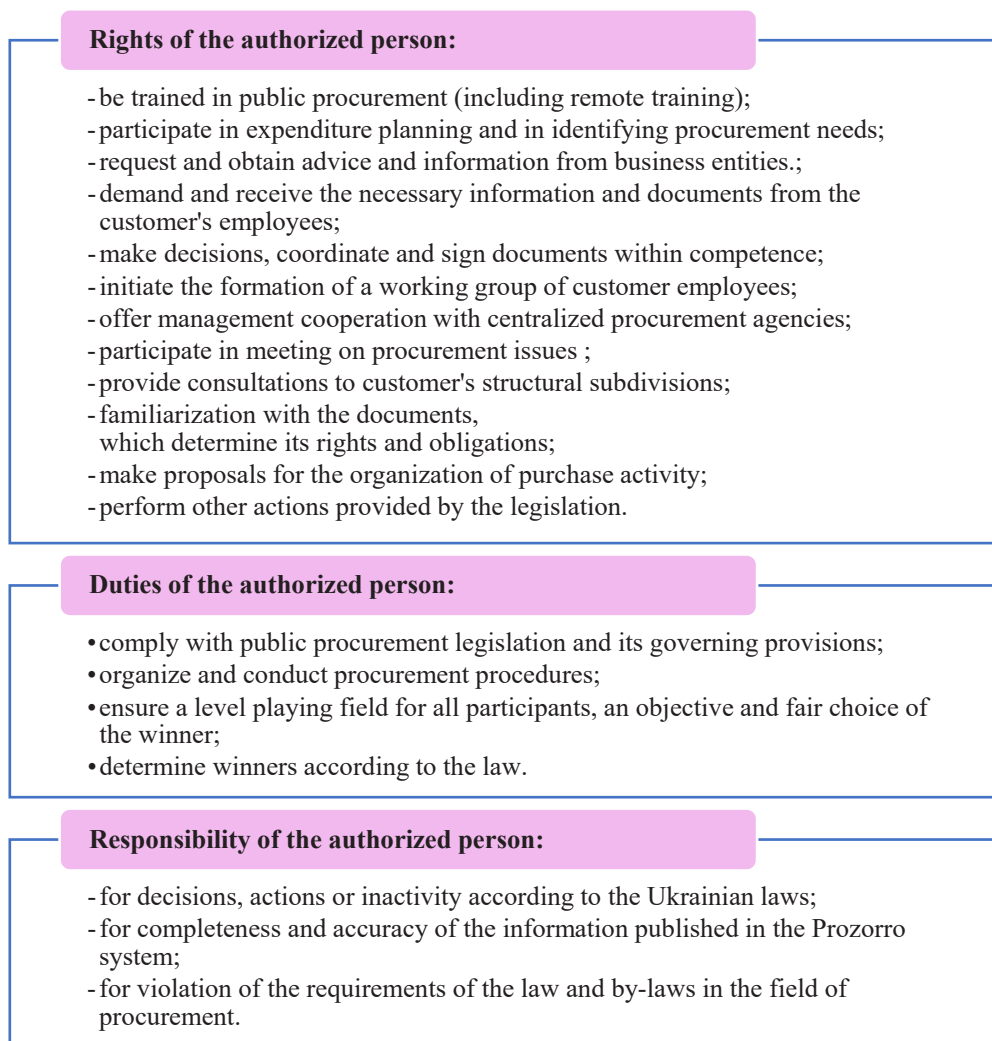 Rights of the authorized person:
- be trained in public procurement (including remote training);
- participate in expenditure planning and in identifying procurement needs;
- request and obtain advice and information from business entities.;
- demand and receive the necessary information and documents from the
customer's employees;
- make decisions, coordinate and sign documents within competence;
- initiate the formation of a working group of customer employees;
- offer management cooperation with centralized procurement agencies;
- participate in meeting on procurement issues ;
- provide consultations to customer's structural subdivisions;
- familiarization with the documents,
which determine its rights and obligations;
- make proposals for the organization of purchase activity;
- perform other actions provided by the legislation.
Duties of the authorized person:
• comply with public procurement legislation and its governing provisions;
• organize and conduct procurement procedures;
• ensure a level playing field for all participants, an objective and fair choice of
the winner;
• determine winners according to the law.
Responsibility of the authorized person:
- for decisions, actions or inactivity according to the Ukrainian laws;
- for completeness and accuracy of the information published in the Prozorro
system;
- for violation of the requirements of the law and by-laws in the field of
procurement.